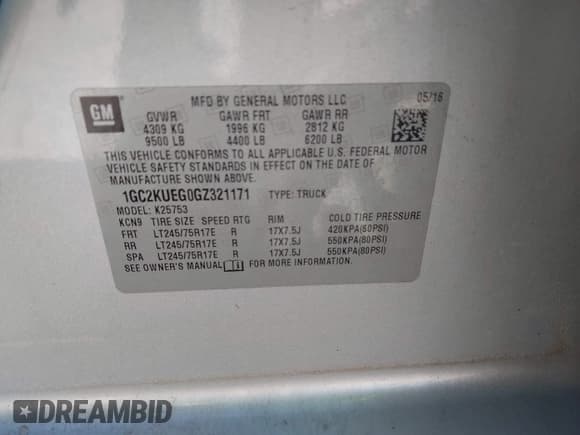 GM
MFD BY GENERAL MOTORS LLC 05/16
GVWR GAWR FRT GAWR RR
4309 KG 1996 KG 2812 KG
9500 LB 4400 LB 6200 LB
THIS VEHICLE CONFORMS TO ALL APPLICABLE U.S. FEDERAL MOTOR
VEHICLE SAFETY STANDARDS IN EFFECT ON THE DATE OF
MANUFACTURE SHOWN ABOVE.
1GC2KUEG0GZ321171 TYPE: TRUCK
MODEL: K25753
KCN9 TIRE SIZE SPEED RTG RIM COLD TIRE PRESSURE
FRT LT245/75R17E R 17X7.5J 420KPA(60PSI)
RR LT245/75R17E R 17X7.5J 550KPA(80PSI)
SPA LT245/75R17E R 17X7.5J 550KPA(80PSI)
SEE OWNER'S MANUAL FOR MORE INFORMATION.
DREAMBID